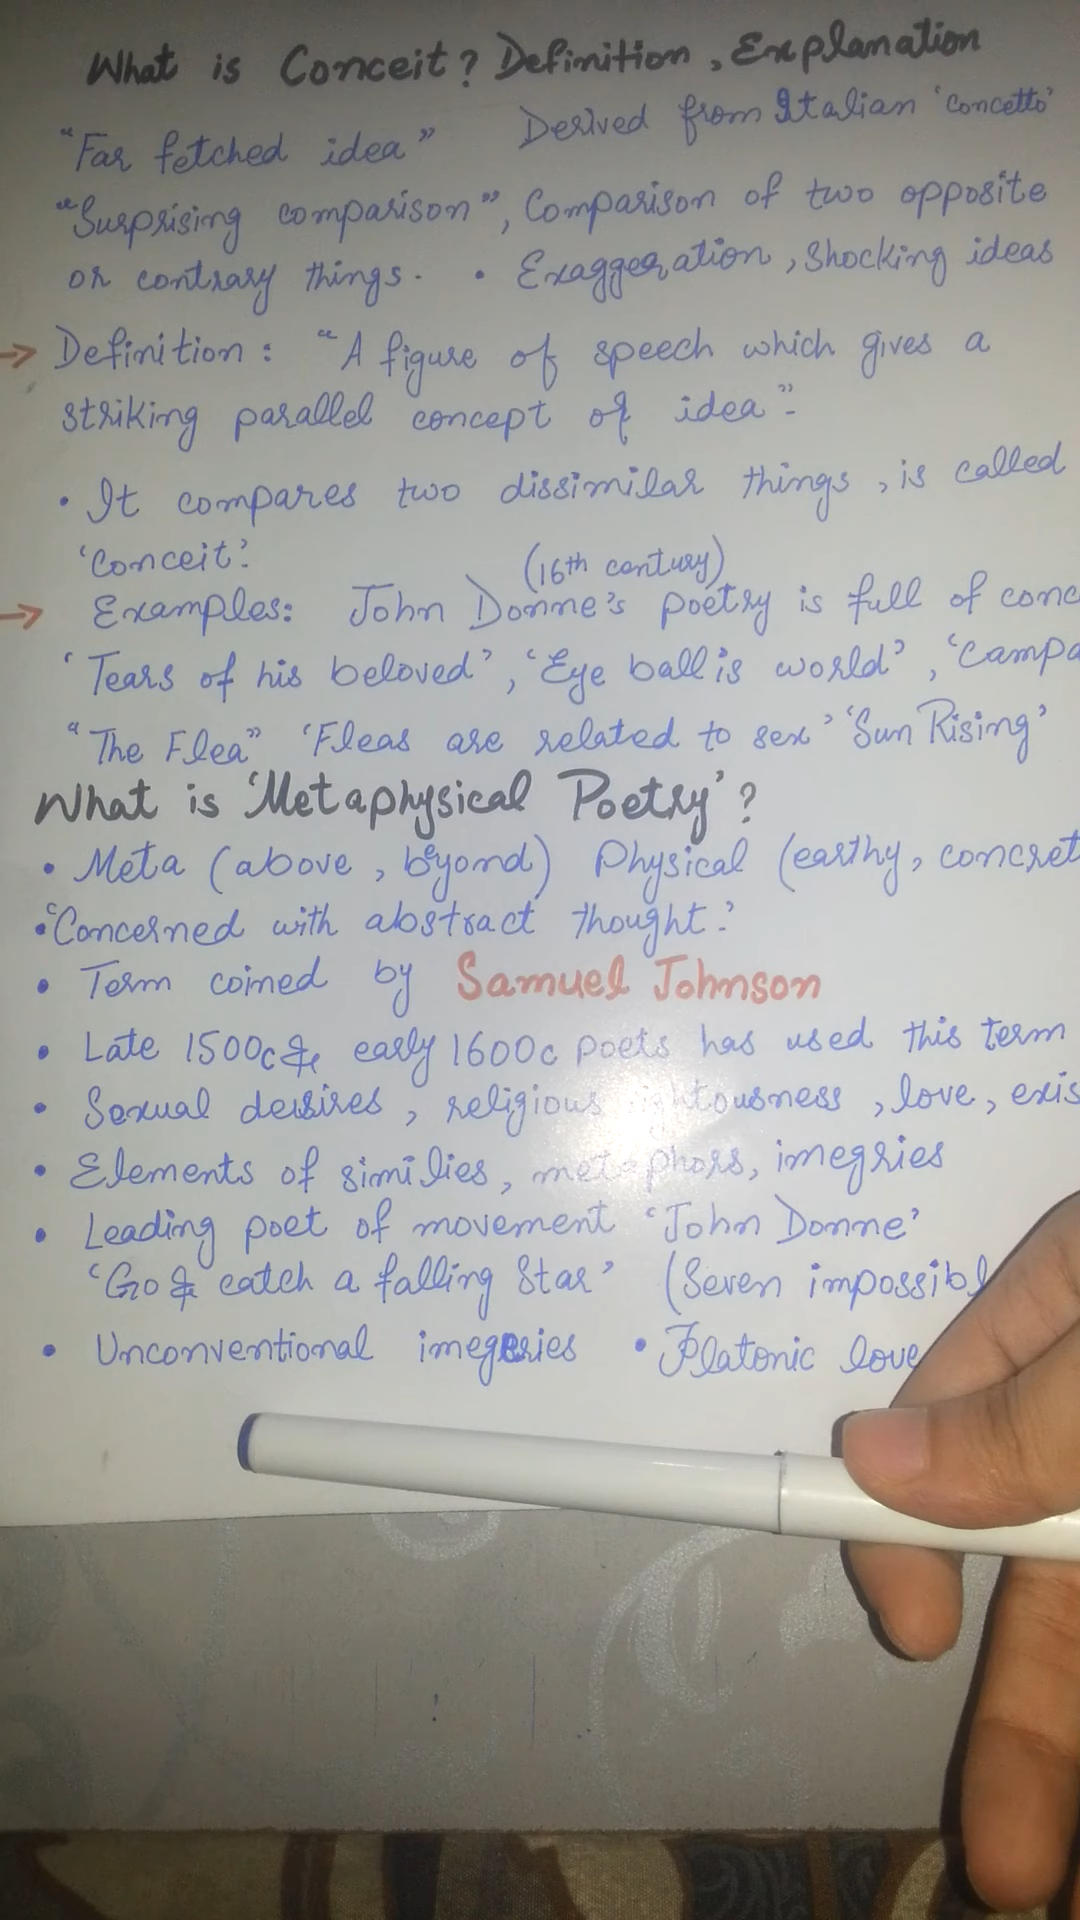 What is Conceit? Definition, Explanation
"Far fetched idea" Derived from Italian 'concetto'
"Surprising comparison", Comparison of two opposite
or contrary things. • Exaggeration, Shocking ideas
→ Definition: "A figure of speech which gives a
striking parallel concept of idea".
• It compares two dissimilar things, is called
'Conceit'.
(16th century)
→ Examples: John Donne's poetry is full of conc
'Tears of his beloved', 'Eye ball is world', 'Campa
"The Flea" 'Fleas are related to sex' 'Sun Rising'
What is 'Metaphysical Poetry'?
• Meta (above, beyond) Physical (earthy, concret
• 'Concerned with abstract thought.'
• Term coined by Samuel Johnson
• Late 1500c & early 1600c poets has used this term
• Sexual desires, religious rightousness, love, exis
• Elements of similies, metaphors, imegries
• Leading poet of movement 'John Donne'
'Go & catch a falling Star' (Seven impossibl
• Unconventional imegeries • Platonic love